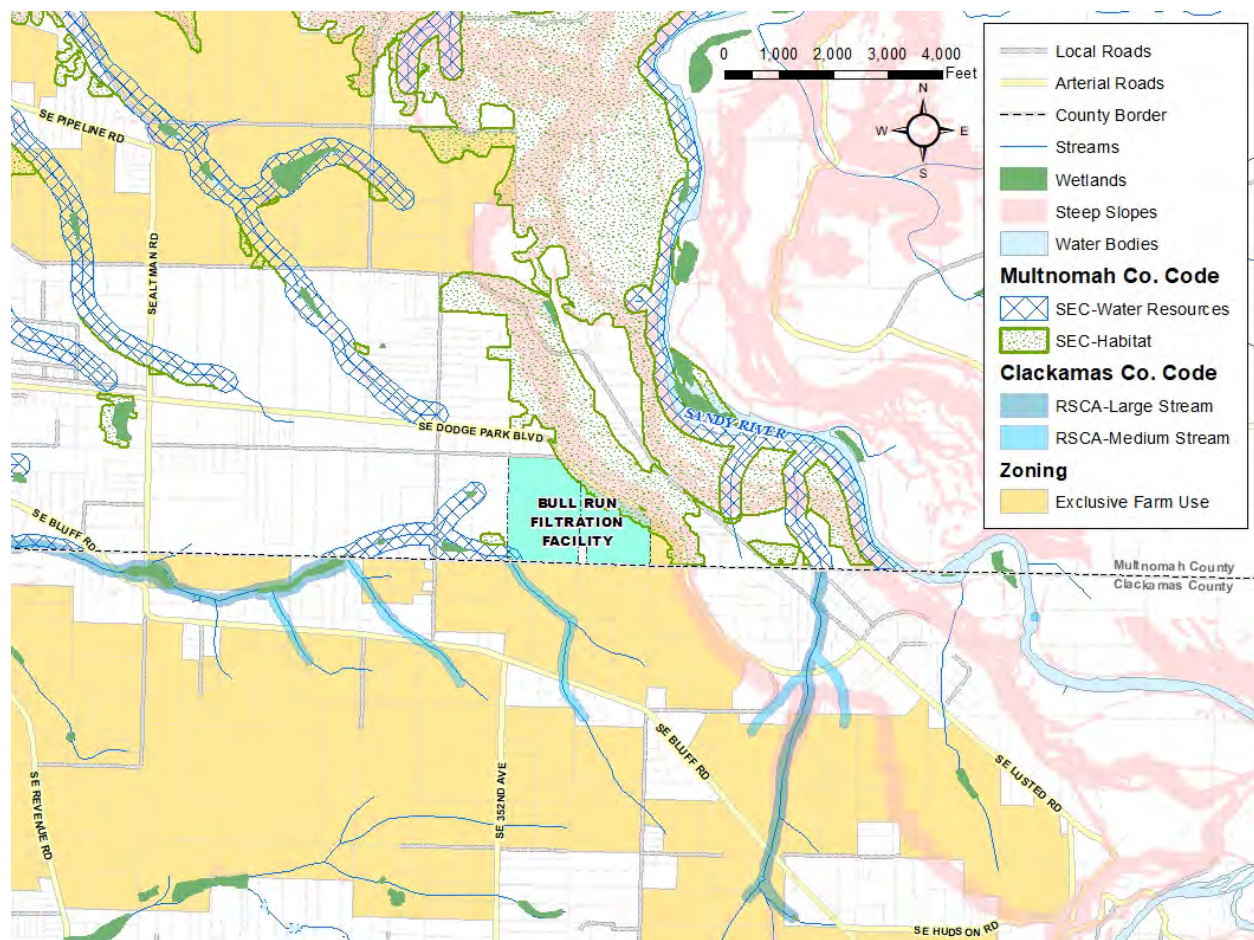 0 1,000 2,000 3,000 4,000
Feet
N
W E
S
Local Roads
Arterial Roads
County Border
Streams
Wetlands
Steep Slopes
Water Bodies
Multnomah Co. Code
SEC-Water Resources
SEC-Habitat
Clackamas Co. Code
RSCA-Large Stream
RSCA-Medium Stream
Zoning
Exclusive Farm Use
SE PIPELINE RD
SE ALTMAN RD
SE DODGE PARK BLVD
SANDY RIVER
BULL RUN
FILTRATION
FACILITY
SE BLUFF RD
Multnomah County
Clackamas County
SE REVENUE RD
SE 352ND AVE
SE BLUFF RD
SE LUSTED RD
SE HUDSON RD